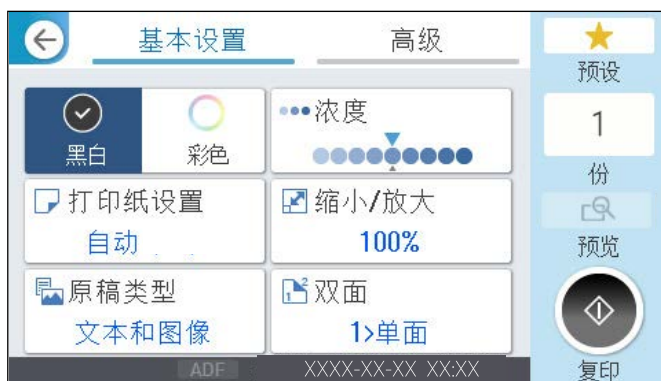 基本设置
高级
预设
黑白
彩色
浓度
1
份
打印纸设置
自动
缩小/放大
100%
预览
原稿类型
文本和图像
1 2 双面
1>单面
ADF
XXXX-XX-XX XX:XX
复印